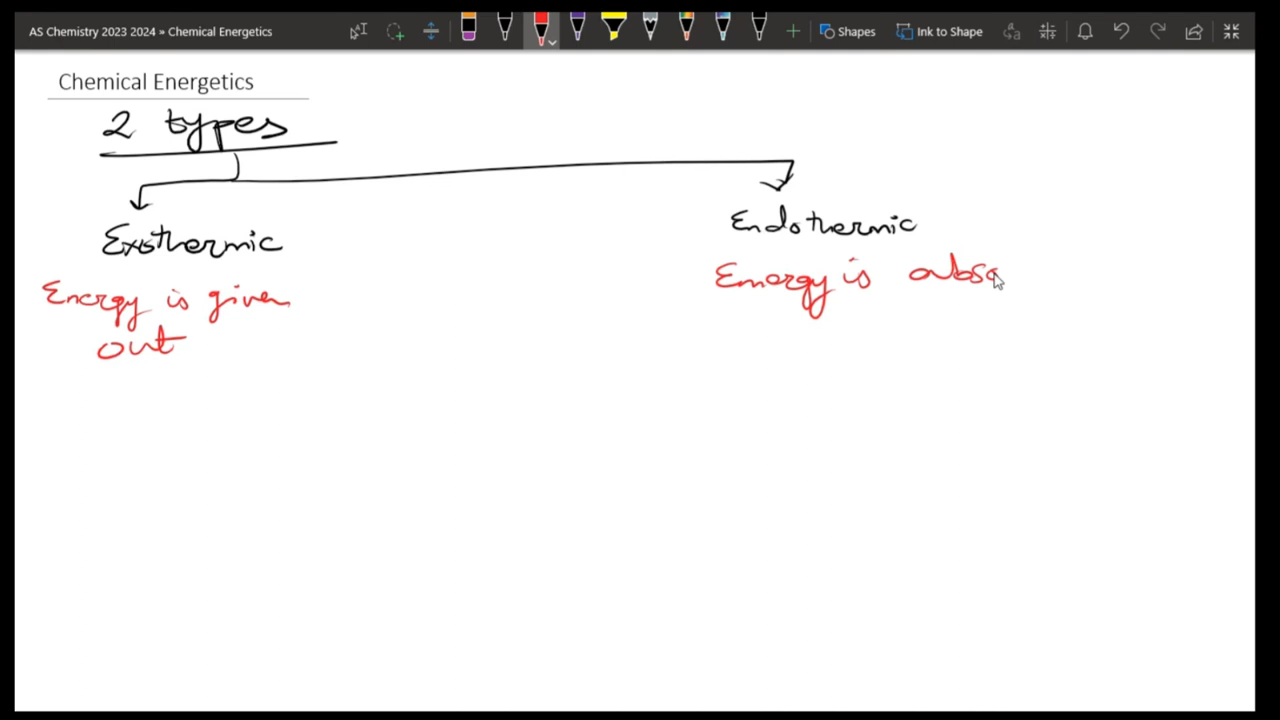 AS Chemistry 2023 2024 » Chemical Energetics
Shapes
Ink to Shape
Chemical Energetics
2 types
Exothermic
Endothermic
Energy is given
out
Energy is abso